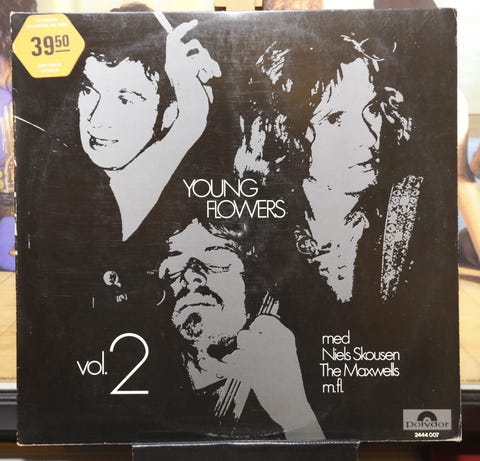 39.50
YOUNG
FLOWERS
vol. 2
med
Niels Skousen
The Maxwells
m.fl.
polydor
2444 007